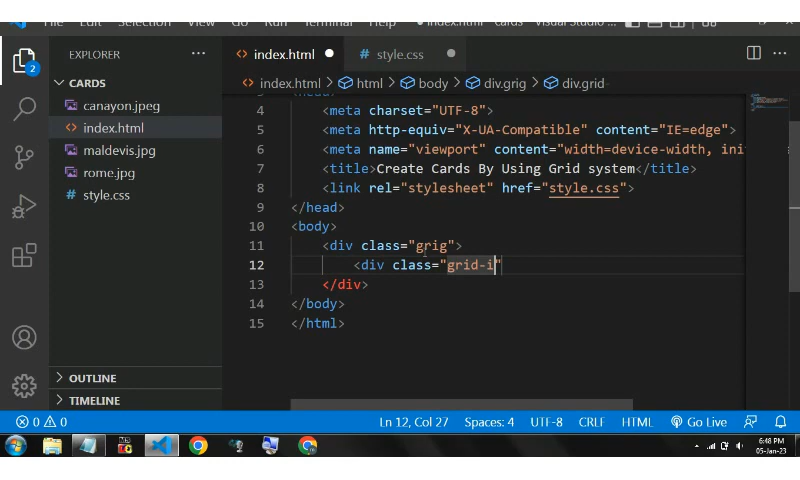 File Edit Selection View Go Run Terminal Help index.html - cards - Visual Studio ...
EXPLORER ...
index.html
# style.css
CARDS
index.html > html > body > div.grig > div.grid-
canayon.jpeg
index.html
maldevis.jpg
rome.jpg
# style.css
4 <meta charset="UTF-8">
5 <meta http-equiv="X-UA-Compatible" content="IE=edge">
6 <meta name="viewport" content="width=device-width, ini
7 <title>Create Cards By Using Grid system</title>
8 <link rel="stylesheet" href="style.css">
9 </head>
10 <body>
11 <div class="grig">
12 <div class="grid-i"
13 </div>
14 </body>
15 </html>
2
OUTLINE
TIMELINE
0 0 Ln 12, Col 27 Spaces: 4 UTF-8 CRLF HTML Go Live
6:48 PM
05-Jan-23